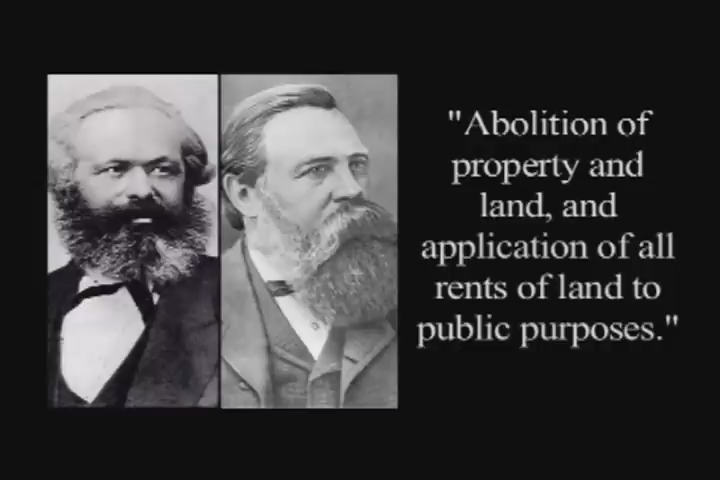 "Abolition of
property and
land, and
application of all
rents of land to
public purposes."